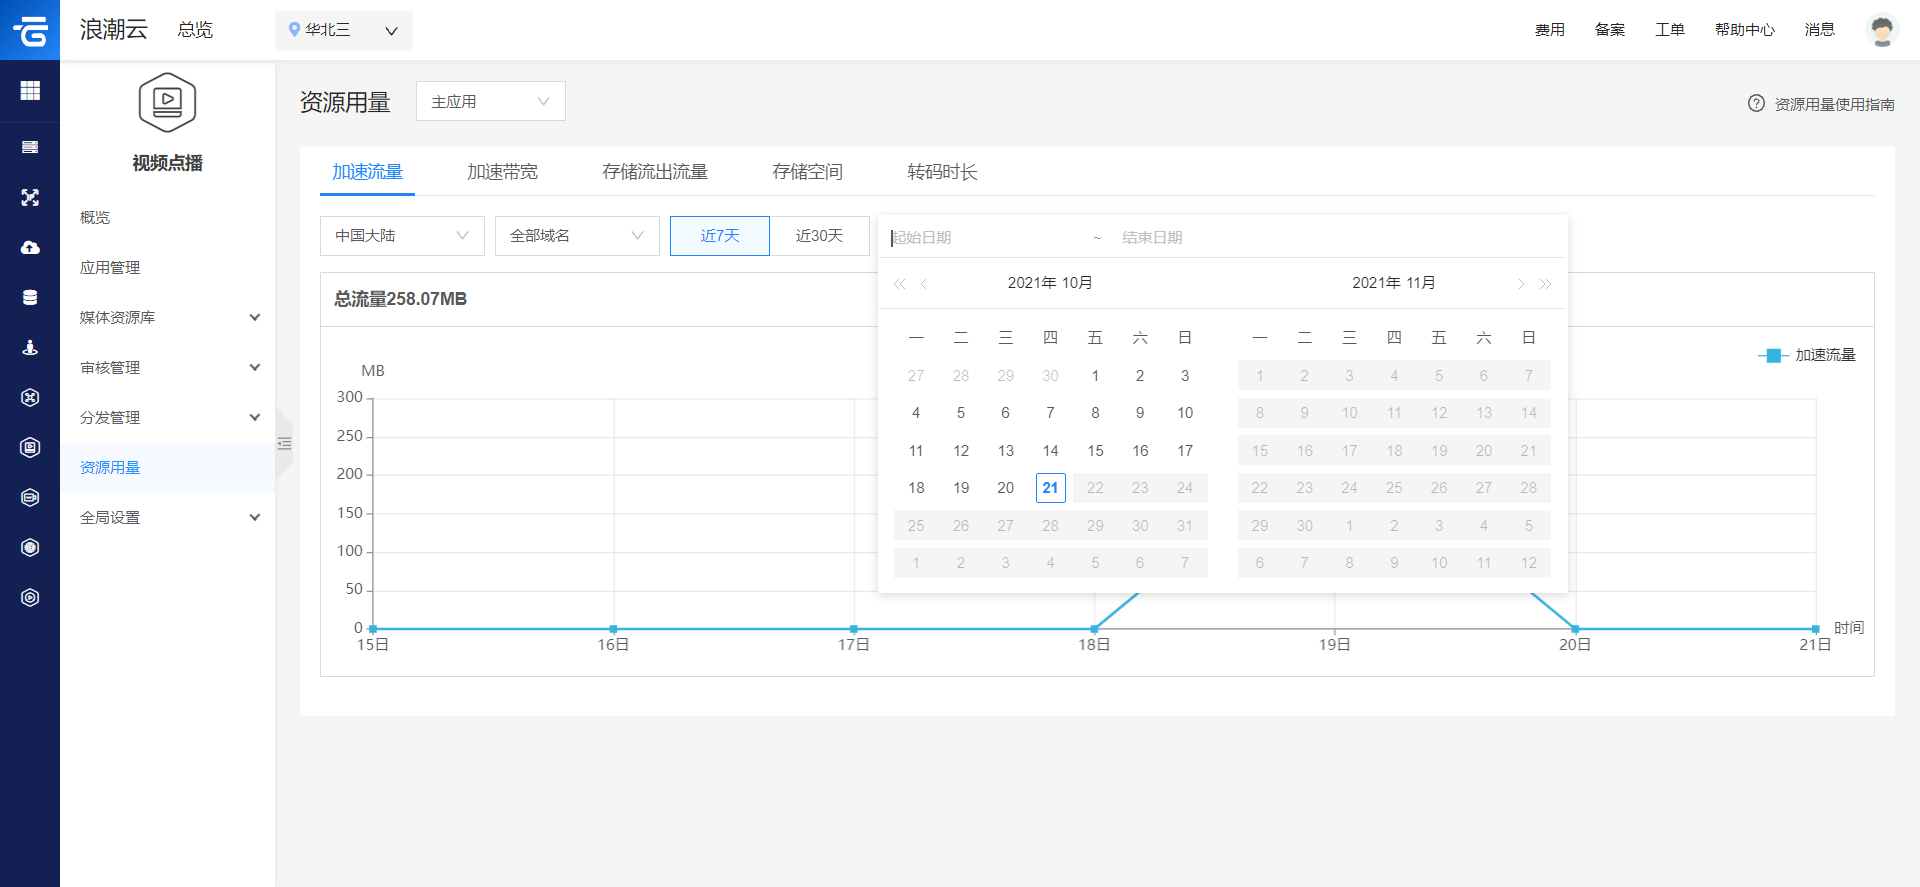 浪潮云 总览 华北三 费用 备案 工单 帮助中心 消息
视频点播
概览
应用管理
媒体资源库
审核管理
分发管理
资源用量
全局设置
资源用量 主应用 资源用量使用指南
加速流量 加速带宽 存储流出流量 存储空间 转码时长
中国大陆 全部域名 近7天 近30天 起始日期 ~ 结束日期
总流量258.07MB
2021年 10月 2021年 11月
一 二 三 四 五 六 日 一 二 三 四 五 六 日
27 28 29 30 1 2 3 1 2 3 4 5 6 7
4 5 6 7 8 9 10 8 9 10 11 12 13 14
11 12 13 14 15 16 17 15 16 17 18 19 20 21
18 19 20 21 22 23 24 22 23 24 25 26 27 28
25 26 27 28 29 30 31 29 30 1 2 3 4 5
1 2 3 4 5 6 7 6 7 8 9 10 11 12
加速流量
MB
300
250
200
150
100
50
0
15日 16日 17日 18日 19日 20日 21日
时间